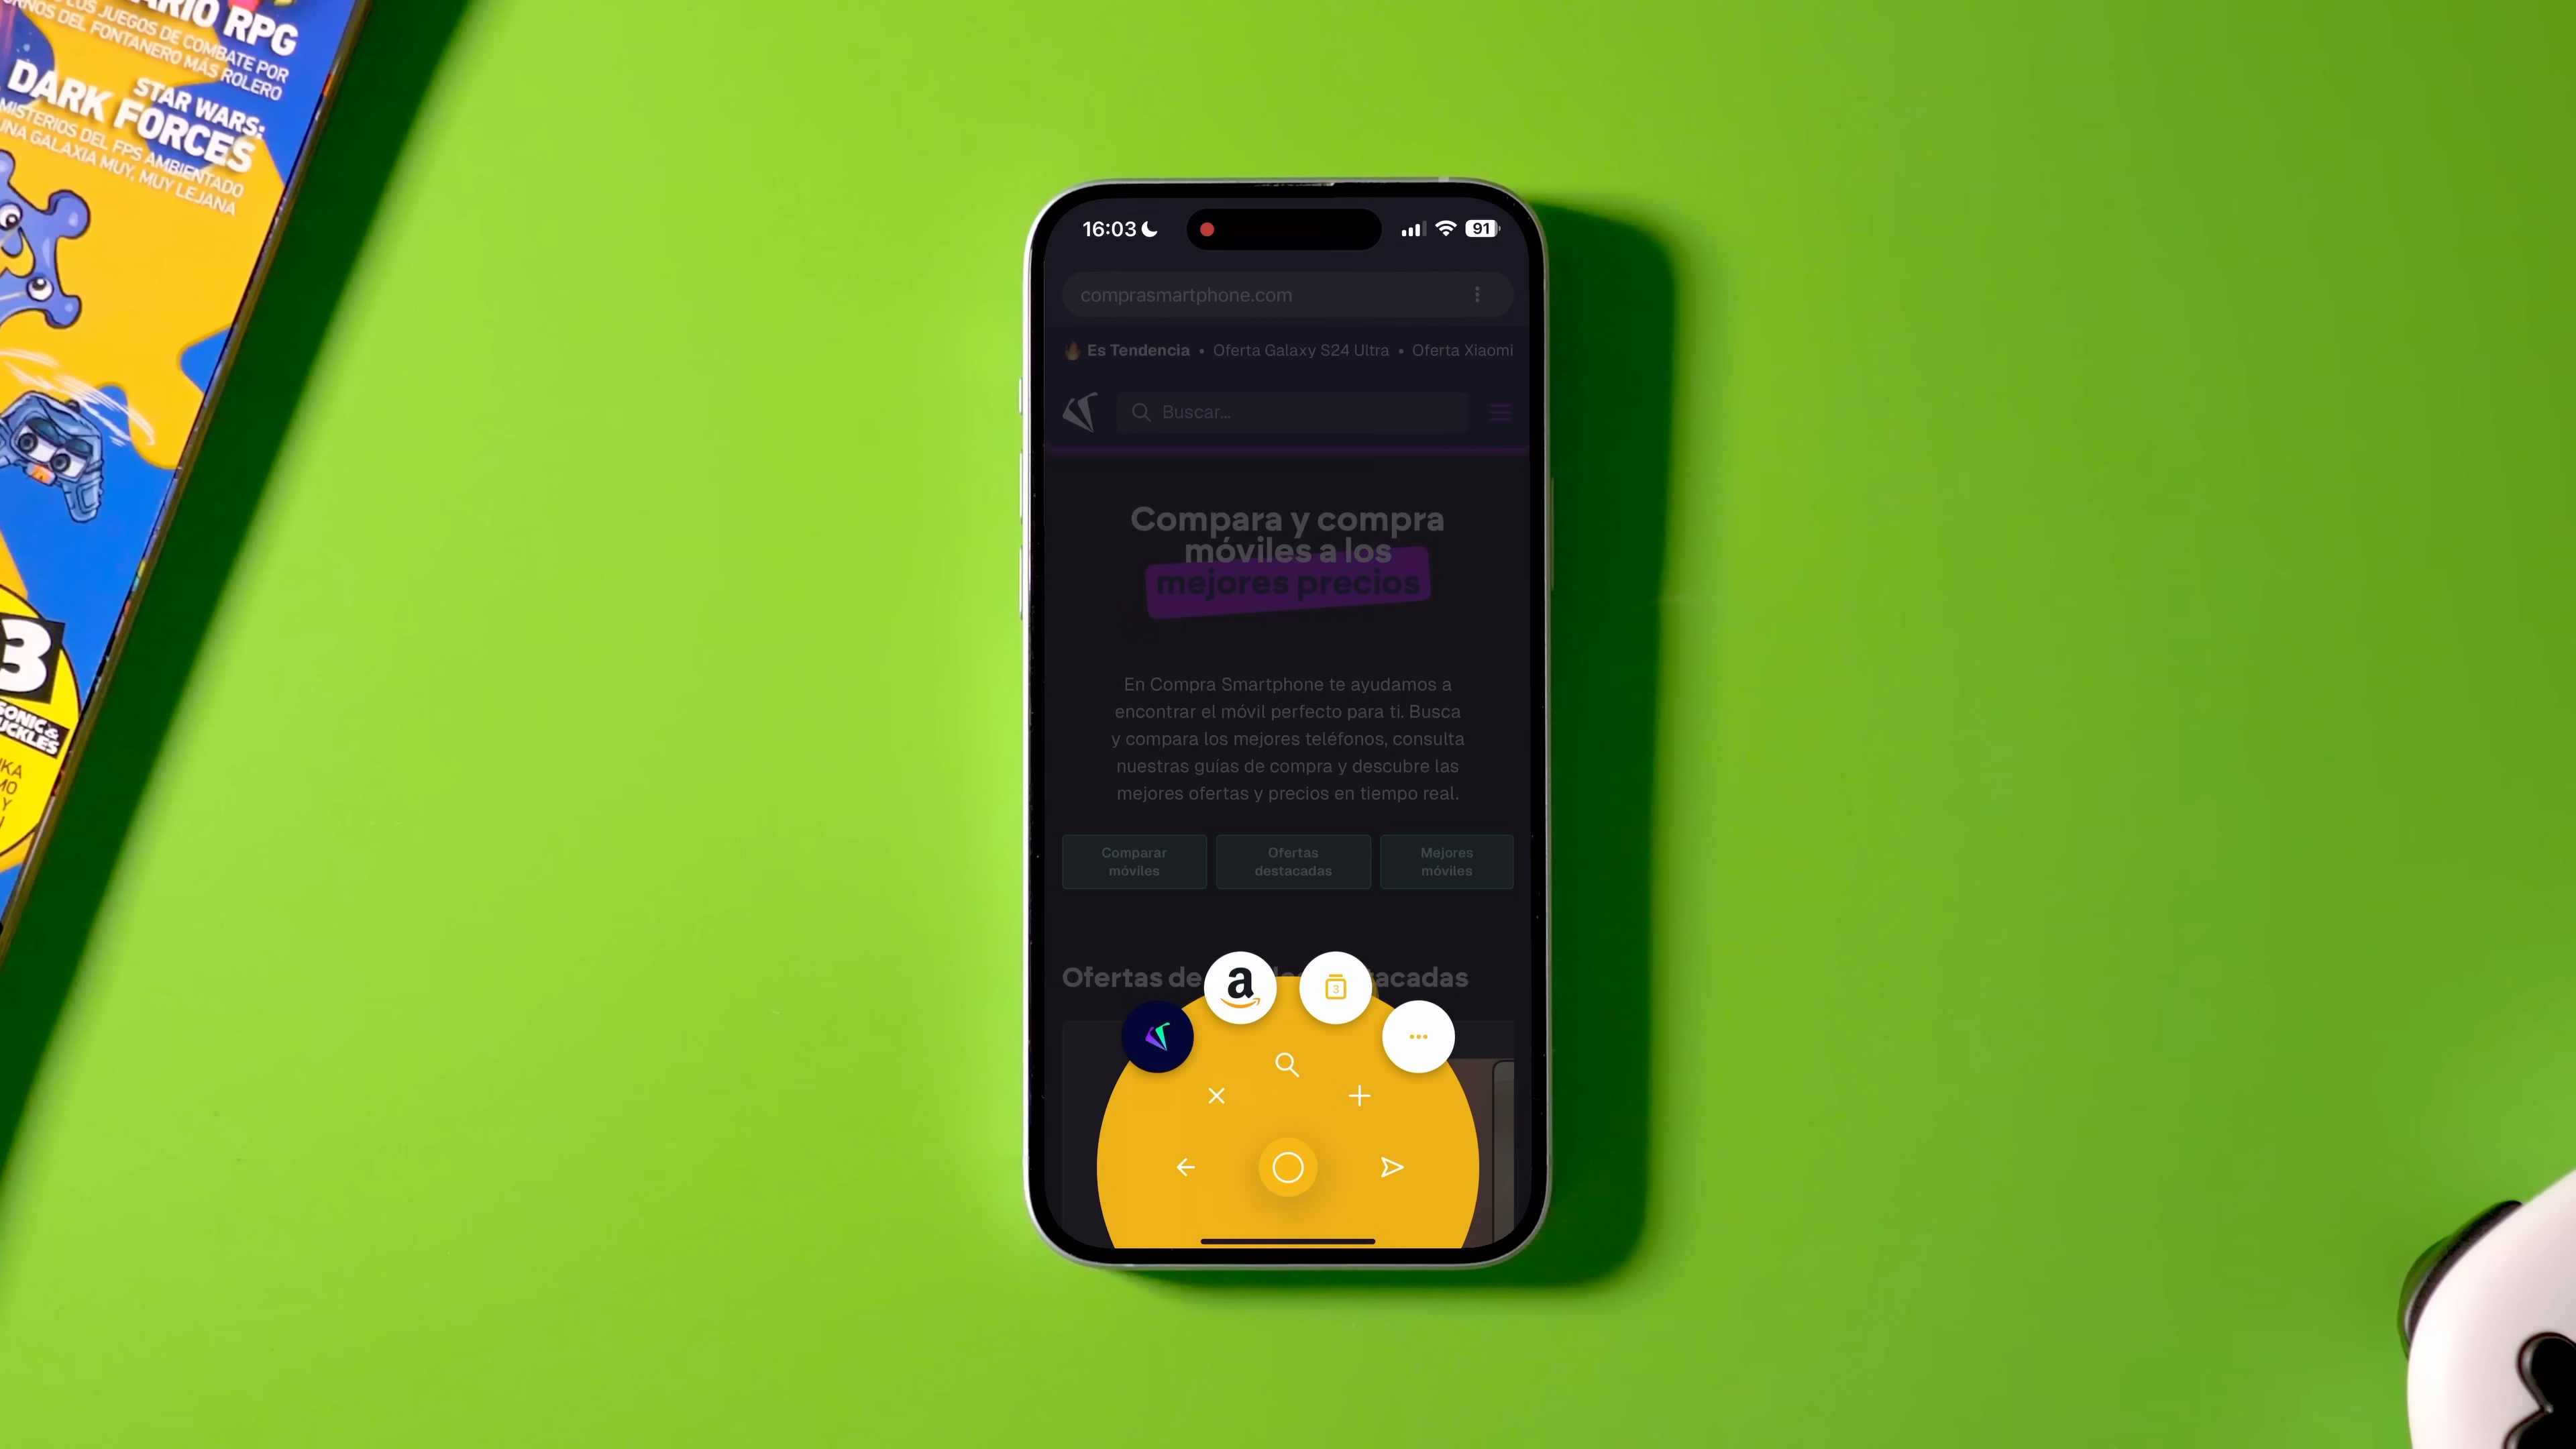 RIO RPG
LOS JUEGOS DE COMBATE POR
DEL FONTANERO MÁS ROLERO
STAR WARS:
DARK FORCES
MISTERIOS DEL FPS AMBIENTADO
UNA GALAXIA MUY, MUY LEJANA
3
SONIC &
Y
16:03
91
comprasmartphone.com
Es Tendencia • Oferta Galaxy S24 Ultra • Oferta Xiaomi
Buscar...
Compara y compra
móviles a los
mejores precios
En Compra Smartphone te ayudamos a
encontrar el móvil perfecto para ti. Busca
y compara los mejores teléfonos, consulta
nuestras guías de compra y descubre las
mejores ofertas y precios en tiempo real.
Comparar
móviles
Ofertas
destacadas
Mejores
móviles
Ofertas de
acadas
a
3